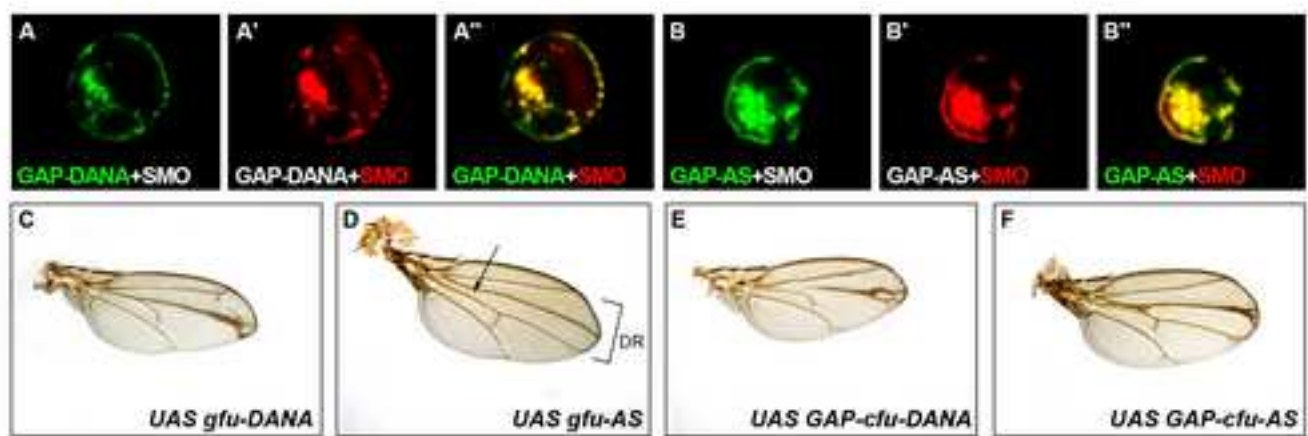 A A' A" B B' B"
GAP-DANA+SMO GAP-DANA+SMO GAP-DANA+SMO GAP-AS+SMO GAP-AS+SMO GAP-AS+SMO
C D E F
DR
UAS gfu-DANA UAS gfu-AS UAS GAP-cfu-DANA UAS GAP-cfu-AS